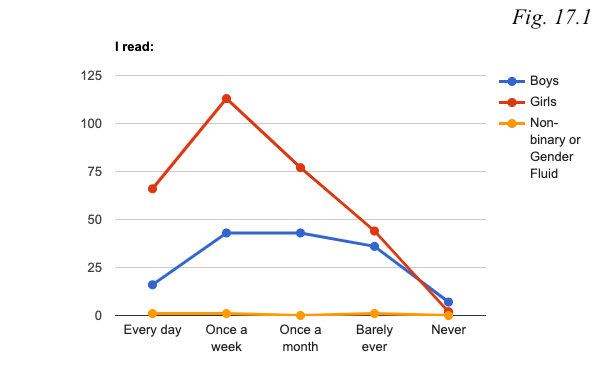 Fig. 17.1
I read:
125
100
75
50
25
0
Every day
Once a
week
Once a
month
Barely
ever
Never
Boys
Girls
Non-
binary or
Gender
Fluid